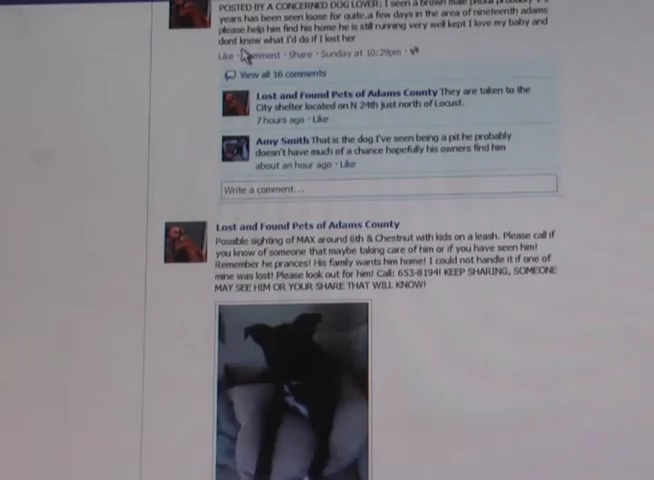 POSTED BY A CONCERNED DOG LOVER: I seen a brown male pitbull probably
years has been seen loose for quite,a few days in the area of nineteenth adams
please help him find his home he is still running very well kept I love my baby and
dont know what I'd do if I lost her
Like · Comment · Share · Sunday at 10:29pm ·
View all 16 comments
Lost and Found Pets of Adams County They are taken to the
City shelter located on N 24th just north of Locust.
7 hours ago · Like
Amy Smith That is the dog I've seen being a pit he probably
doesn't have much of a chance hopefully his owners find him
about an hour ago · Like
Write a comment...
Lost and Found Pets of Adams County
Possible sighting of MAX around 6th & Chestnut with kids on a leash. Please call if
you know of someone that maybe taking care of him or if you have seen him!
Remember he prances! His family wants him home! I could not handle it if one of
mine was lost! Please look out for him! Call: 653-8194! KEEP SHARING, SOMEONE
MAY SEE HIM OR YOUR SHARE THAT WILL KNOW!